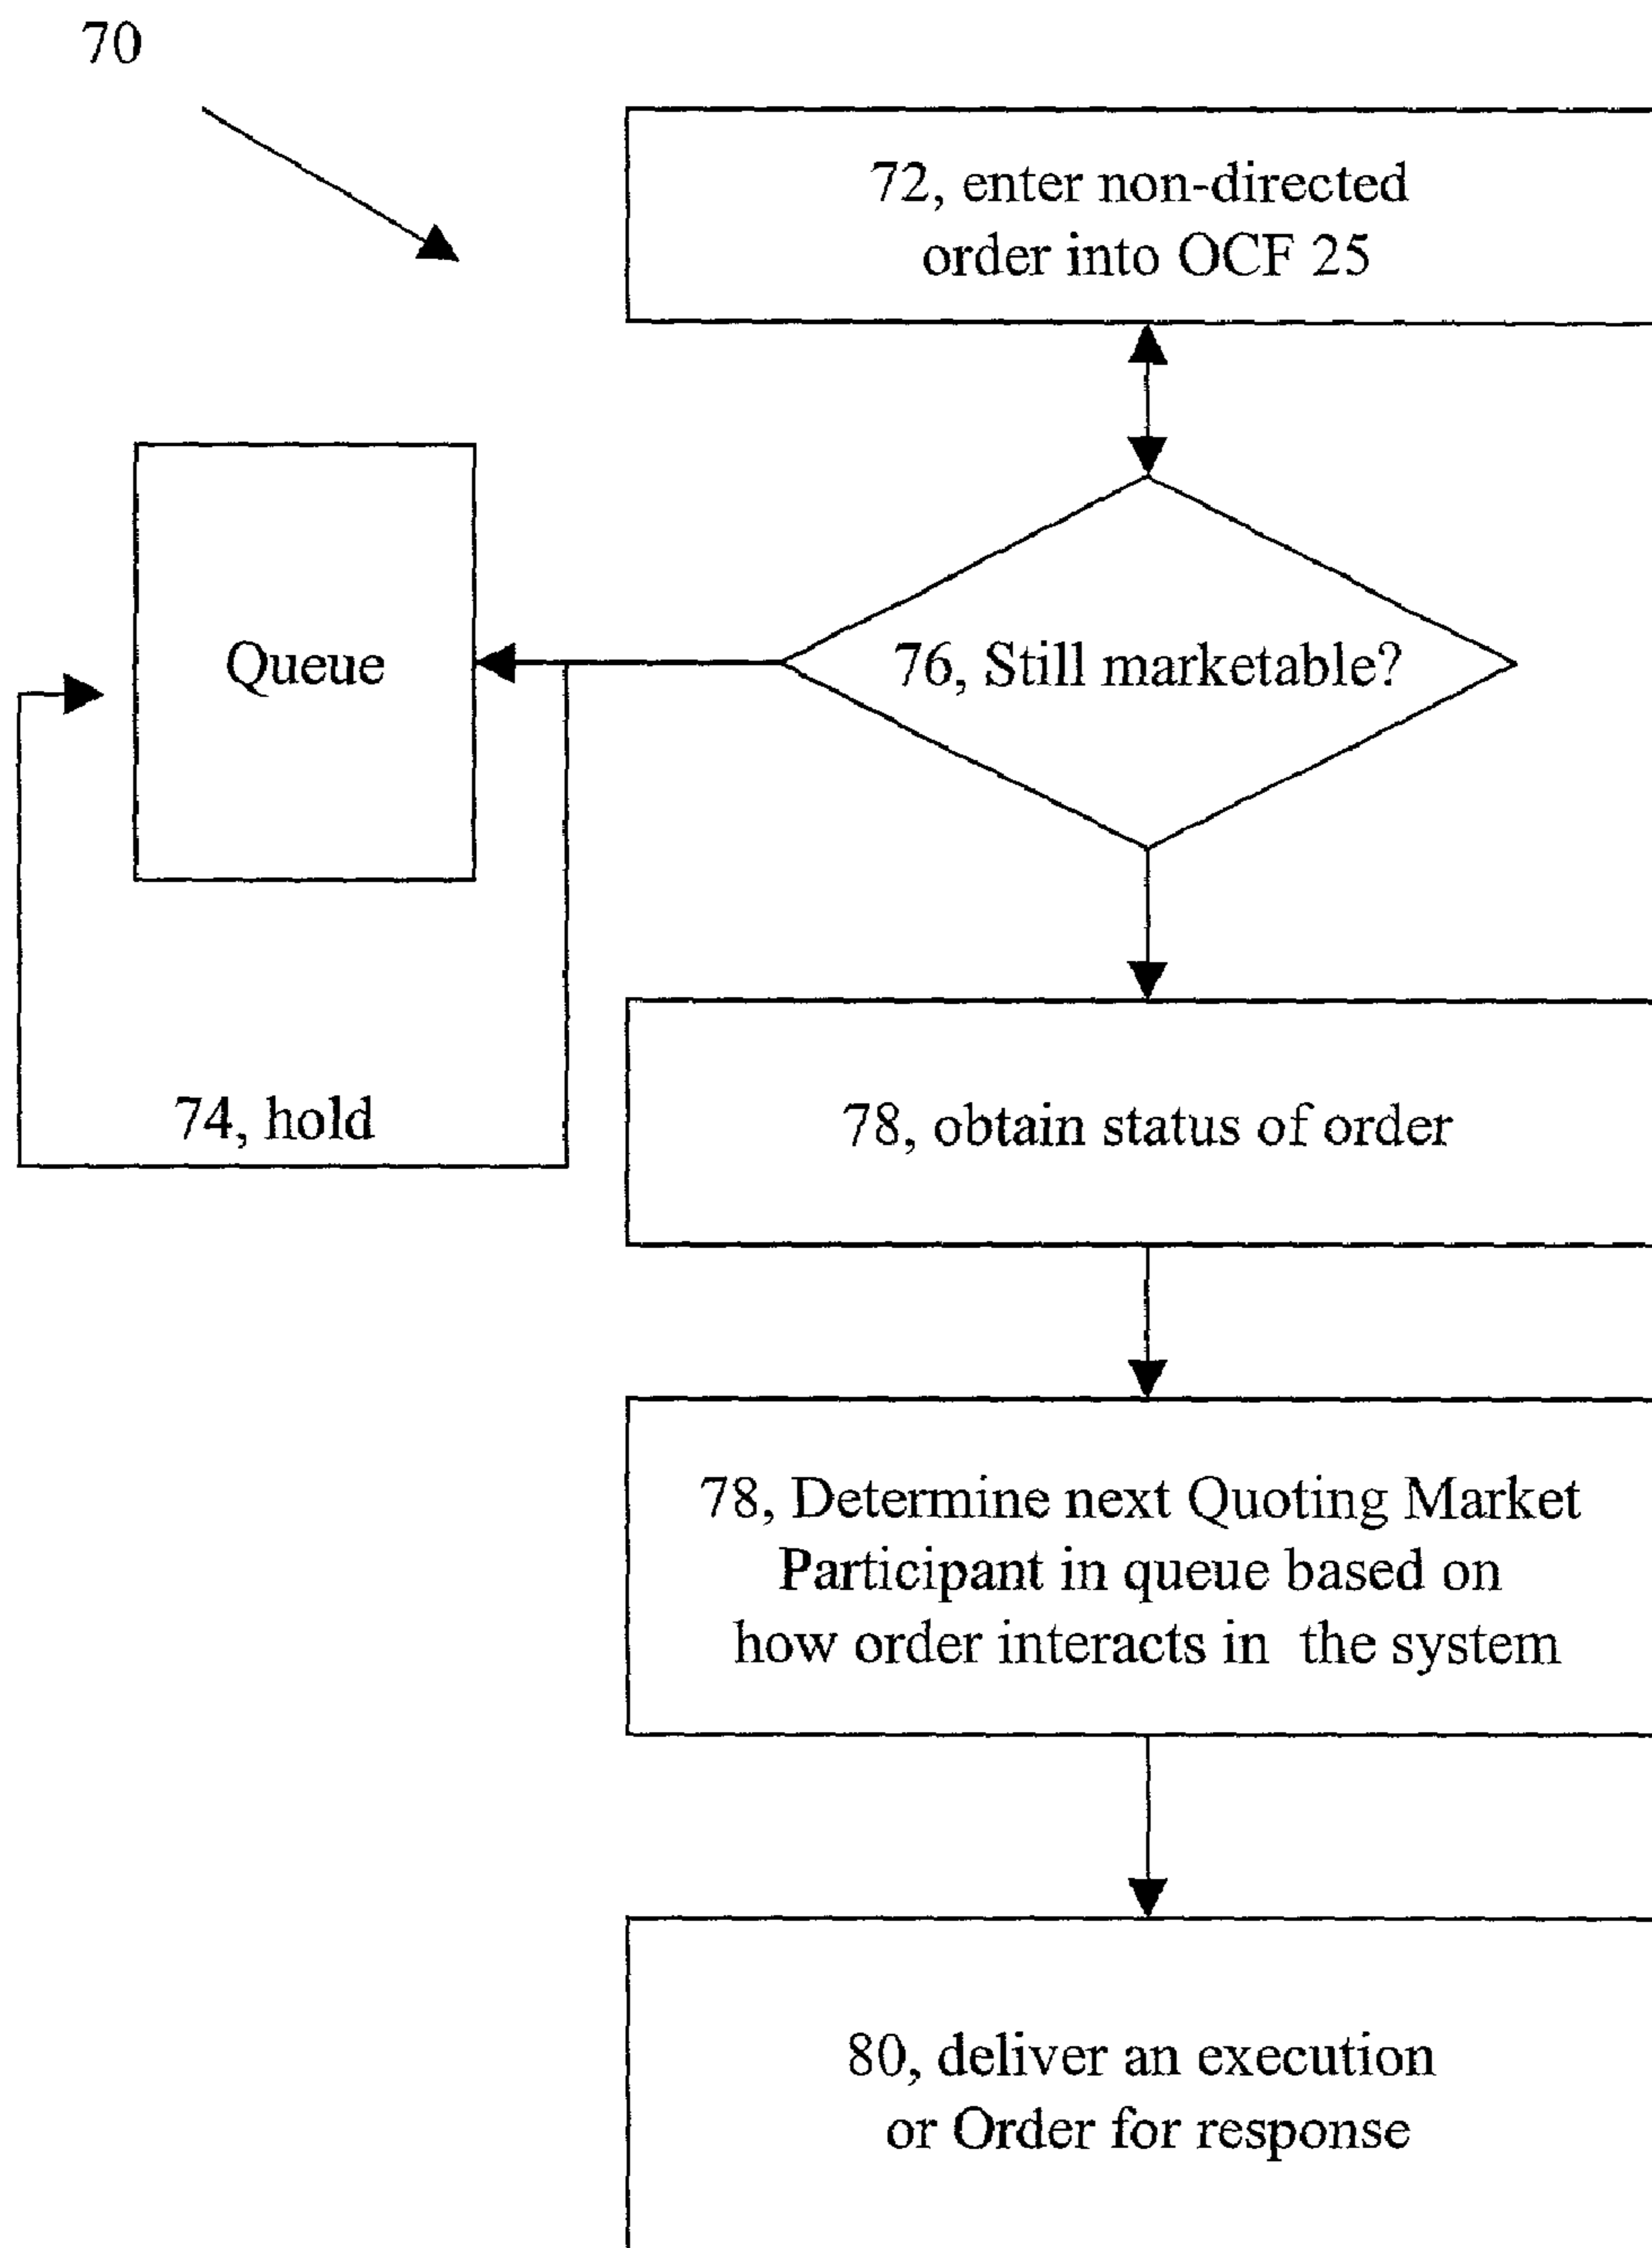 70
72, enter non-directed
order into OCF 25
Queue
76, Still marketable?
74, hold
78, obtain status of order
78, Determine next Quoting Market
Participant in queue based on
how order interacts in the system
80, deliver an execution
or Order for response